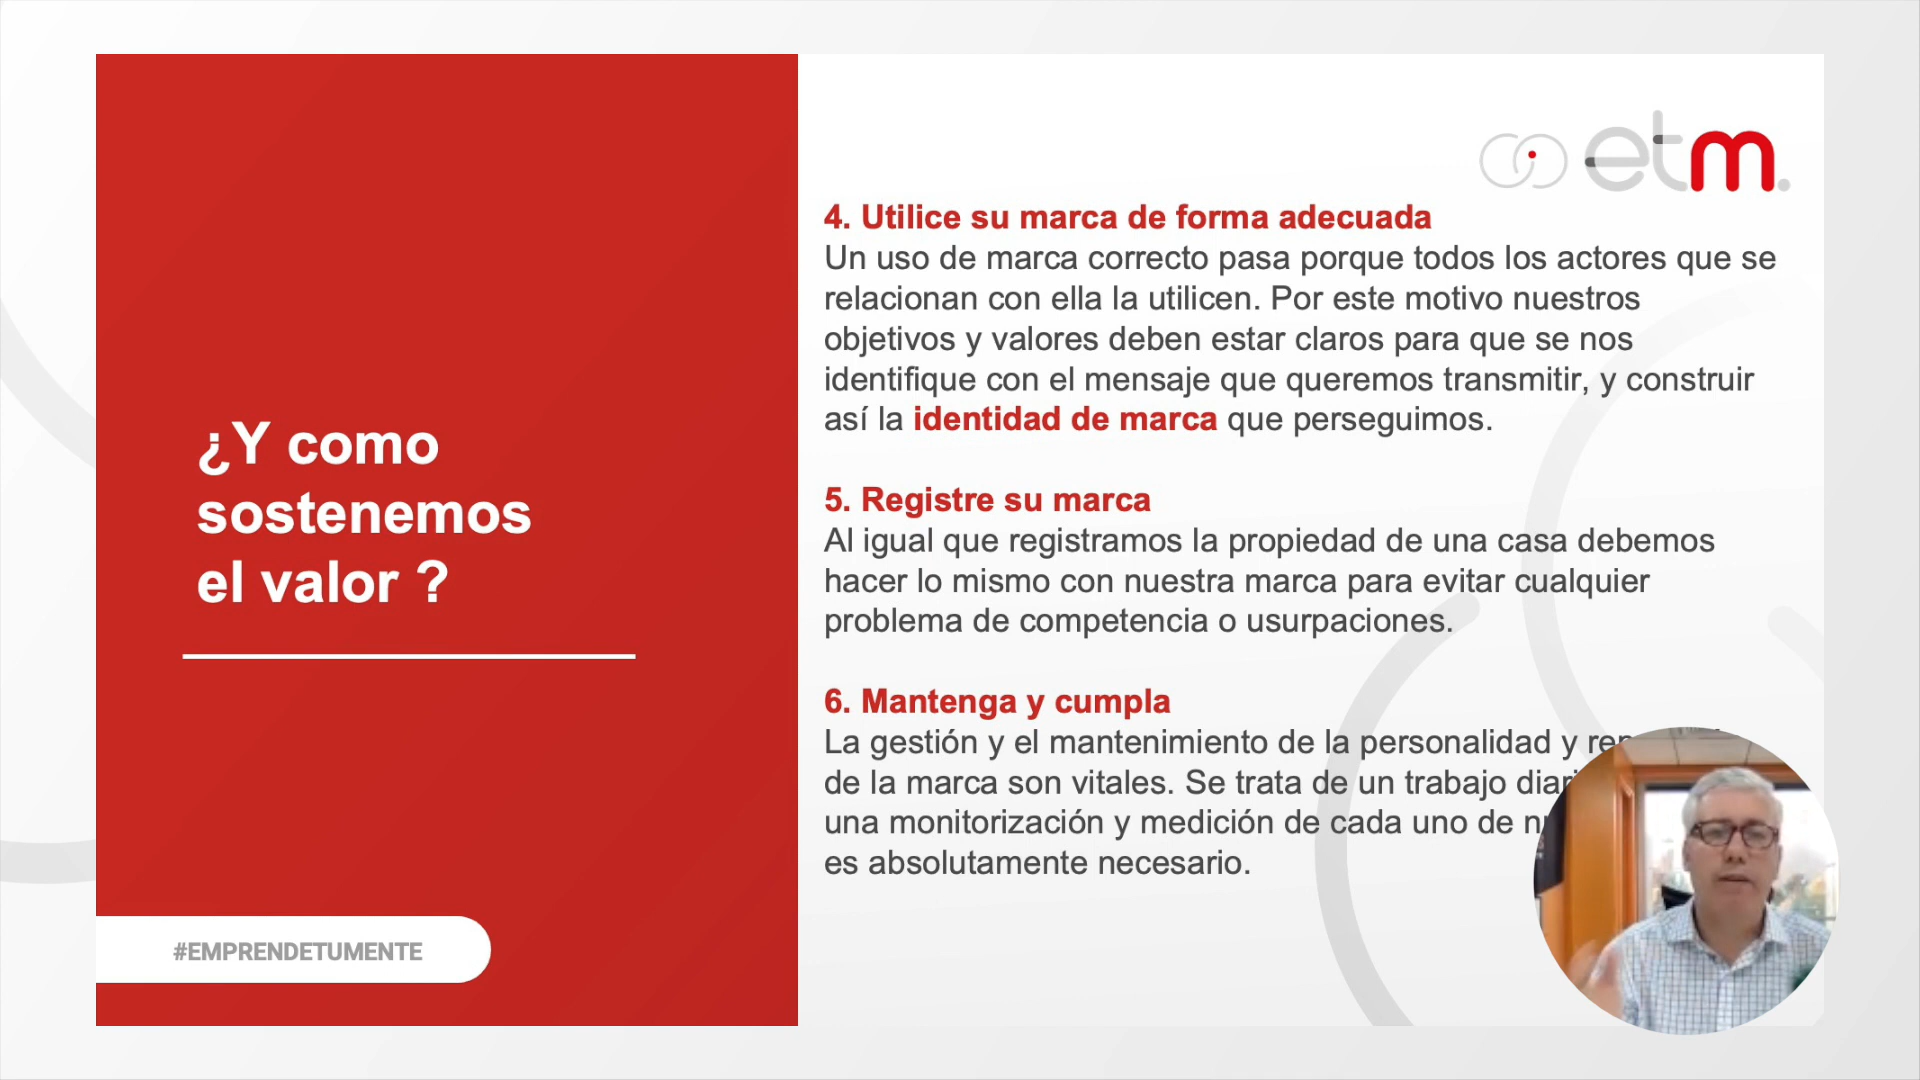 ¿Y como
sostenemos
el valor ?
#EMPRENDETUMENTE
etm.
4. Utilice su marca de forma adecuada
Un uso de marca correcto pasa porque todos los actores que se
relacionan con ella la utilicen. Por este motivo nuestros
objetivos y valores deben estar claros para que se nos
identifique con el mensaje que queremos transmitir, y construir
así la identidad de marca que perseguimos.
5. Registre su marca
Al igual que registramos la propiedad de una casa debemos
hacer lo mismo con nuestra marca para evitar cualquier
problema de competencia o usurpaciones.
6. Mantenga y cumpla
La gestión y el mantenimiento de la personalidad y
de la marca son vitales. Se trata de un trabajo
una monitorización y medición de cada uno de
es absolutamente necesario.